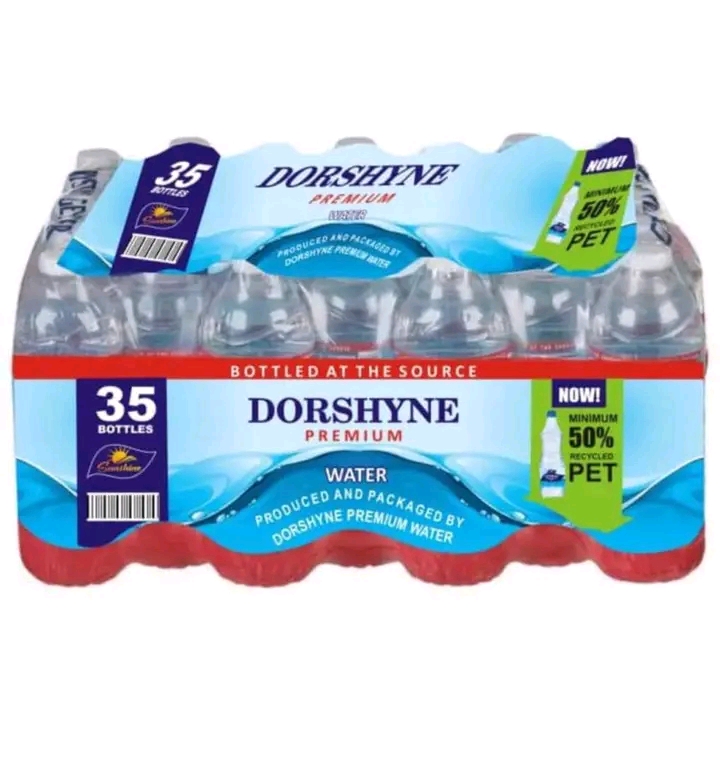 35
BOTTLES
Sunshine
DORSHYNE
PREMIUM
WATER
PRODUCED AND PACKAGED BY
DORSHYNE PREMIUM WATER
NOW!
MINIMUM
50%
RECYCLED
PET
BOTTLED AT THE SOURCE
35
BOTTLES
Sunshine
DORSHYNE
PREMIUM
WATER
PRODUCED AND PACKAGED BY
DORSHYNE PREMIUM WATER
NOW!
MINIMUM
50%
RECYCLED
PET